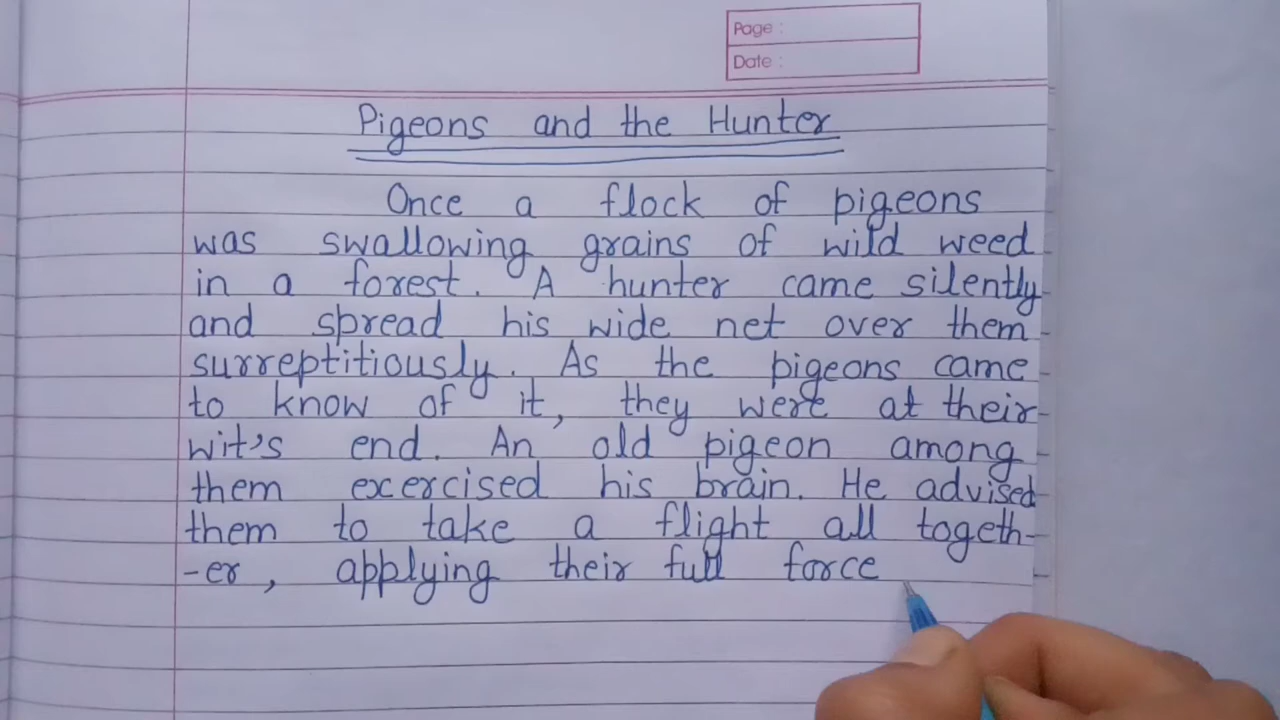 Page :
Date :
Pigeons and the Hunter
Once a flock of pigeons
was swallowing grains of wild weed
in a forest. A hunter came silently
and spread his wide net over them
surreptitiously. As the pigeons came
to know of it, they were at their
wit's end. An old pigeon among
them exercised his brain. He advised
them to take a flight all togeth-
-er, applying their full force